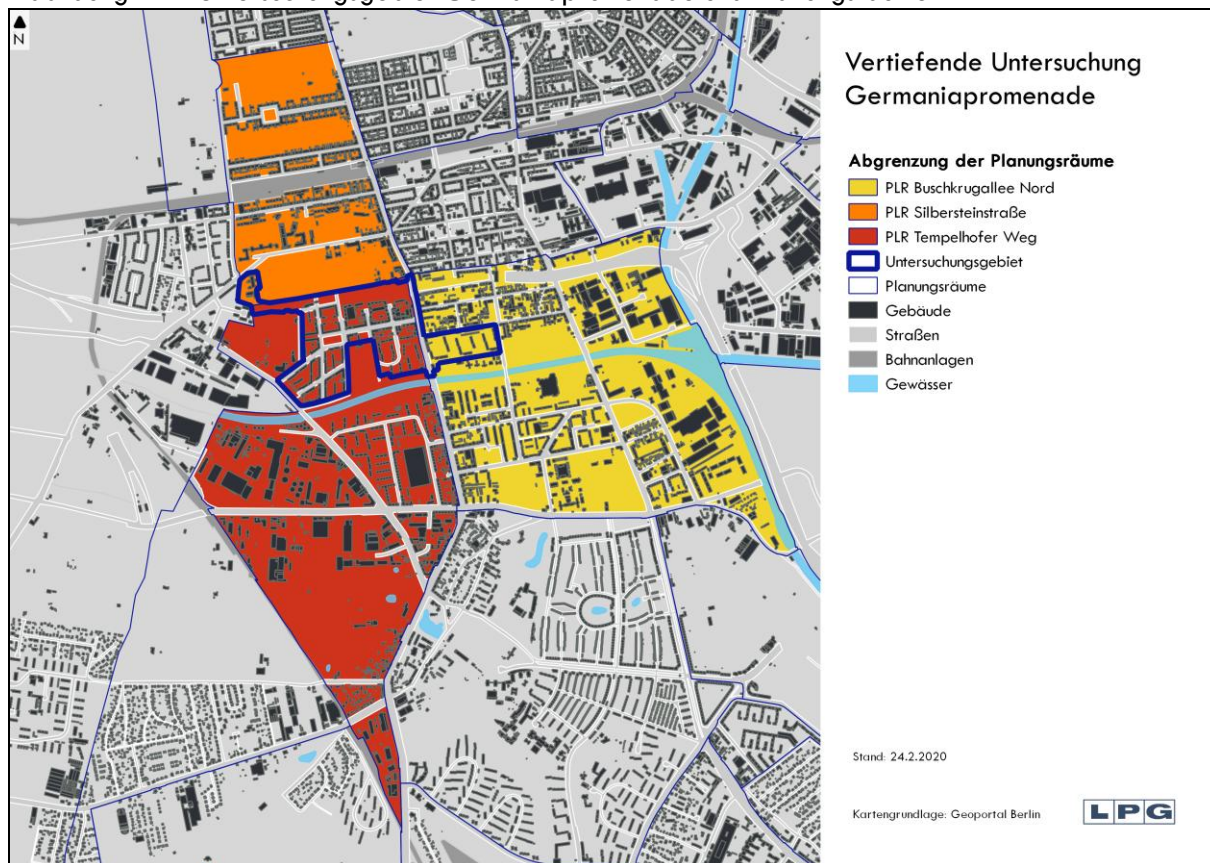 N
Vertiefende Untersuchung
Germaniapromenade
Abgrenzung der Planungsräume
PLR Buschkrugallee Nord
PLR Silbersteinstraße
PLR Tempelhofer Weg
Untersuchungsgebiet
Planungsräume
Gebäude
Straßen
Bahnanlagen
Gewässer
Stand: 24.2.2020
Kartengrundlage: Geoportal Berlin
LPG